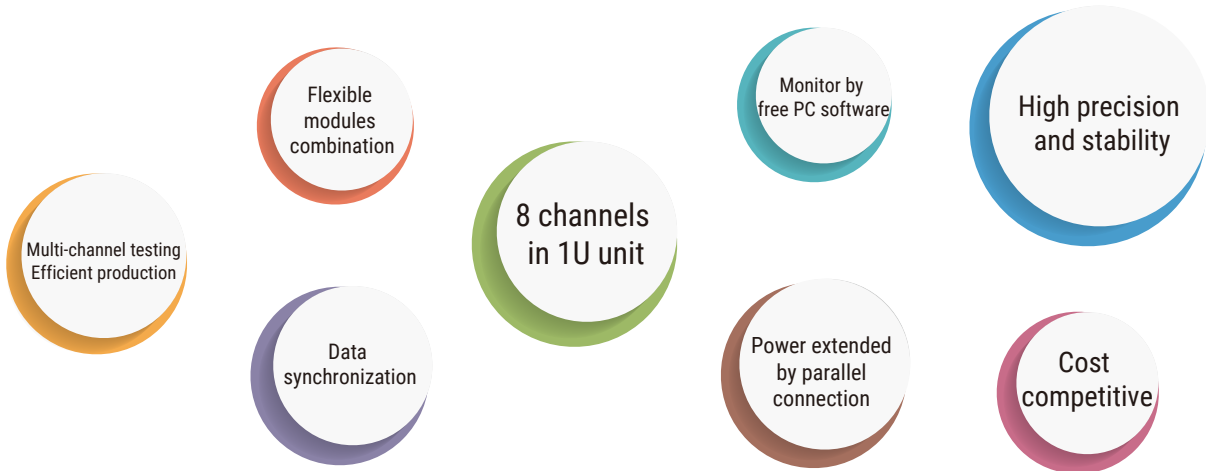 Multi-channel testing
Efficient production
Flexible
modules
combination
Data
synchronization
8 channels
in 1U unit
Monitor by
free PC software
Power extended
by parallel
connection
High precision
and stability
Cost
competitive